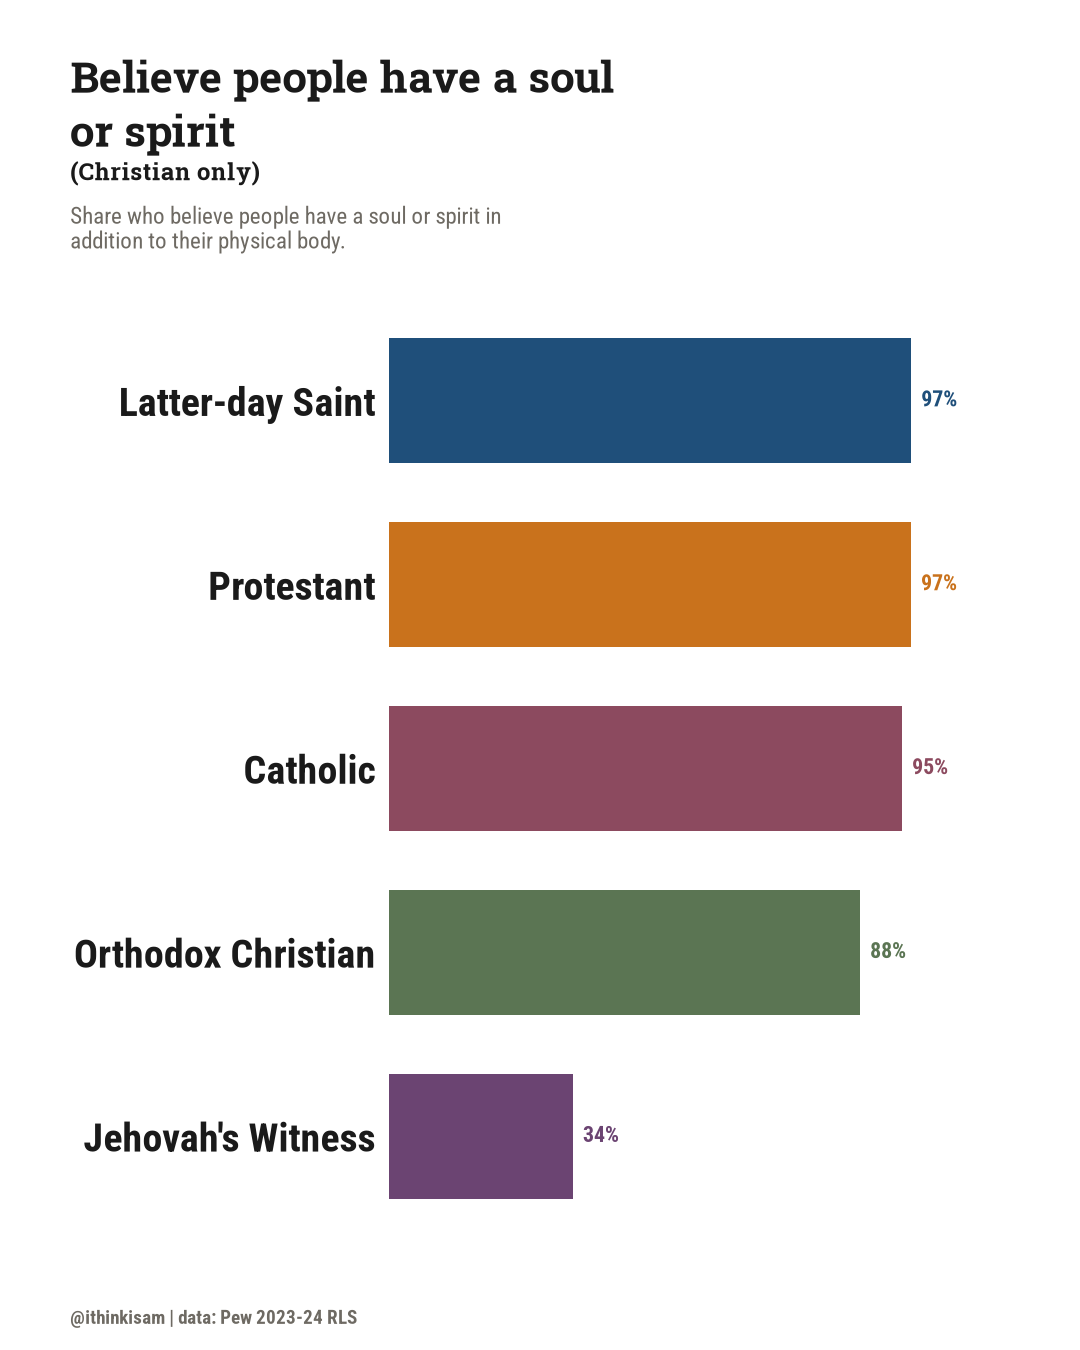 Believe people have a soul
or spirit
(Christian only)
Share who believe people have a soul or spirit in
addition to their physical body.
Latter-day Saint
97%
Protestant
97%
Catholic
95%
Orthodox Christian
88%
Jehovah's Witness
34%
@ithinkisam | data: Pew 2023-24 RLS